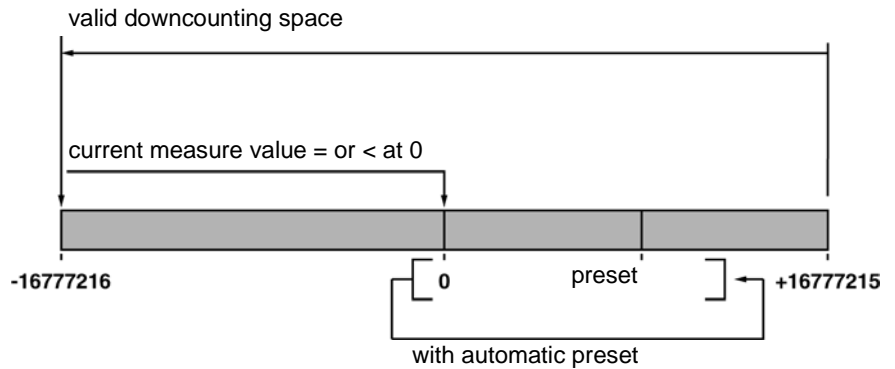 valid downcounting space
current measure value = or < at 0
-16777216
0
preset
+16777215
with automatic preset